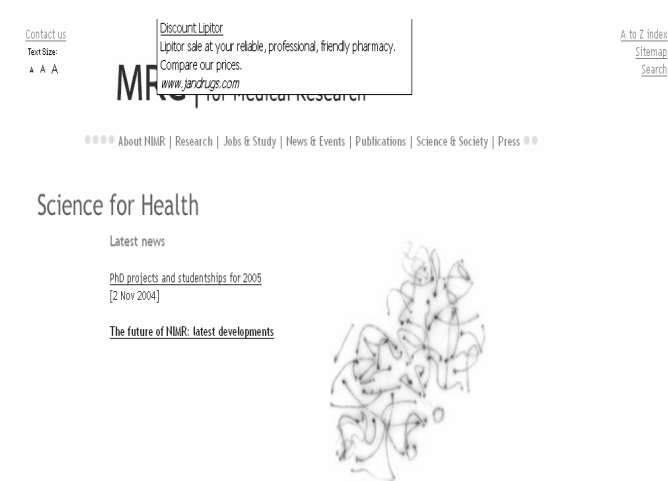 Contact us
Text Size:
A A A
Discount Lipitor
Lipitor sale at your reliable, professional, friendly pharmacy.
Compare our prices.
www.jandrugs.com
A to Z index
Sitemap
Search
MRC | for Medical Research
About NIMR | Research | Jobs & Study | News & Events | Publications | Science & Society | Press
Science for Health
Latest news
PhD projects and studentships for 2005
[2 Nov 2004]
The future of NIMR: latest developments